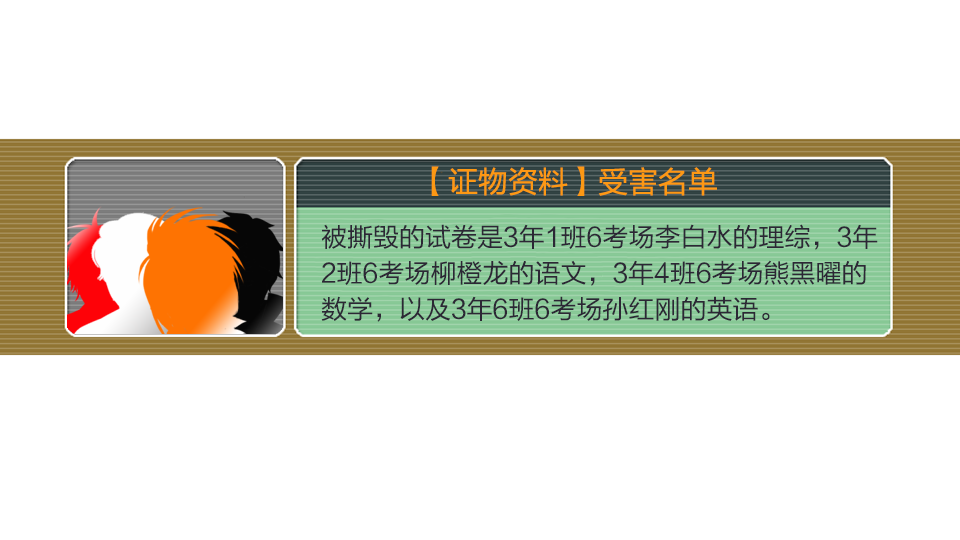 【证物资料】受害名单
被撕毁的试卷是3年1班6考场李白水的理综，3年
2班6考场柳橙龙的语文，3年4班6考场熊黑曜的
数学，以及3年6班6考场孙红刚的英语。